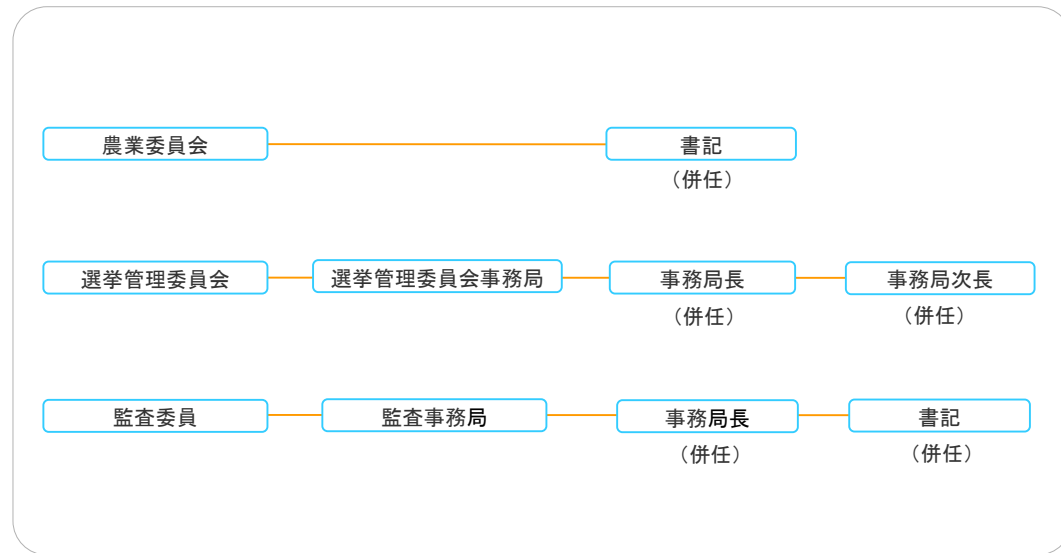 農業委員会
書記
（併任）
選挙管理委員会
選挙管理委員会事務局
事務局長
（併任）
事務局次長
（併任）
監査委員
監査事務局
事務局長
（併任）
書記
（併任）